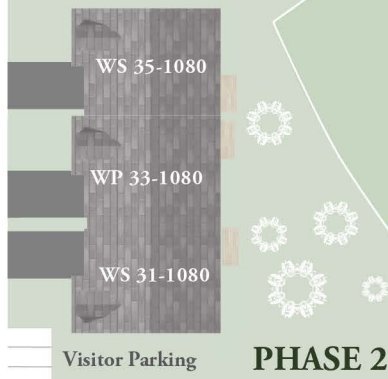 WS 35-1080
WP 33-1080
WS 31-1080
Visitor Parking
PHASE 2